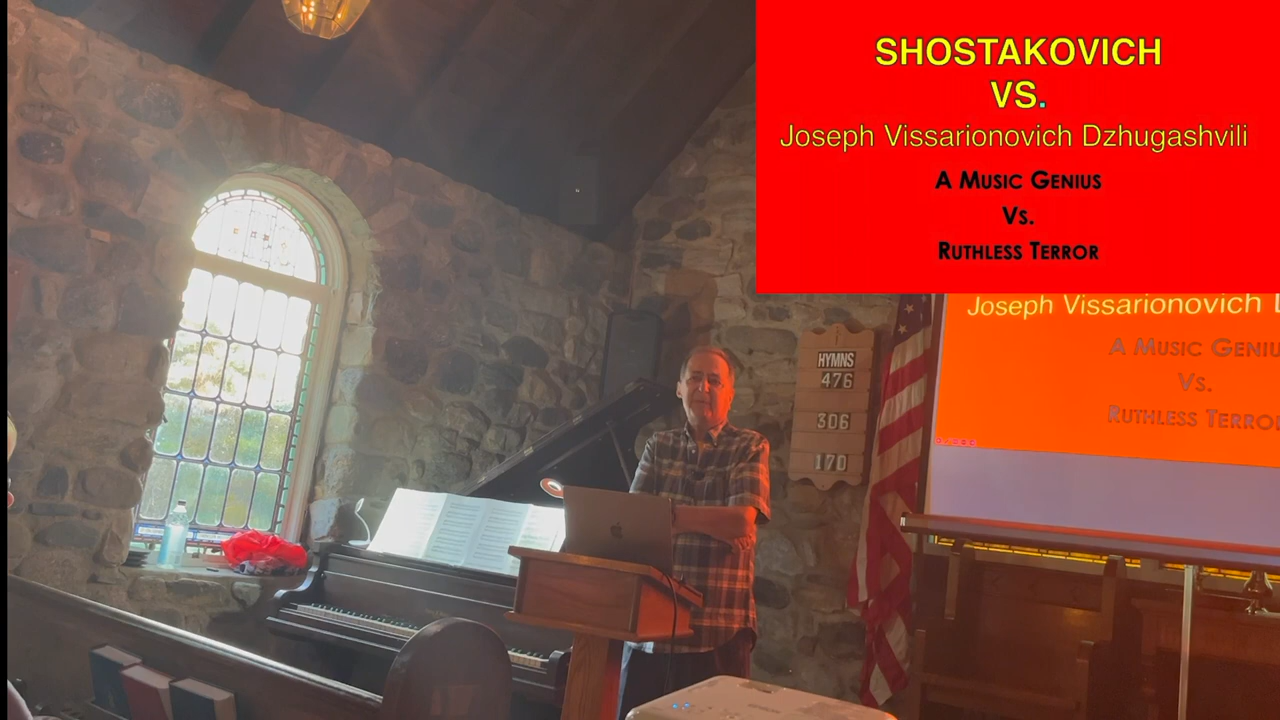 SHOSTAKOVICH
VS.
Joseph Vissarionovich Dzhugashvili
A MUSIC GENIUS
VS.
RUTHLESS TERROR
Joseph Vissarionovich
A MUSIC GENIU
VS.
RUTHLESS TERRO
HYMNS
476
306
170